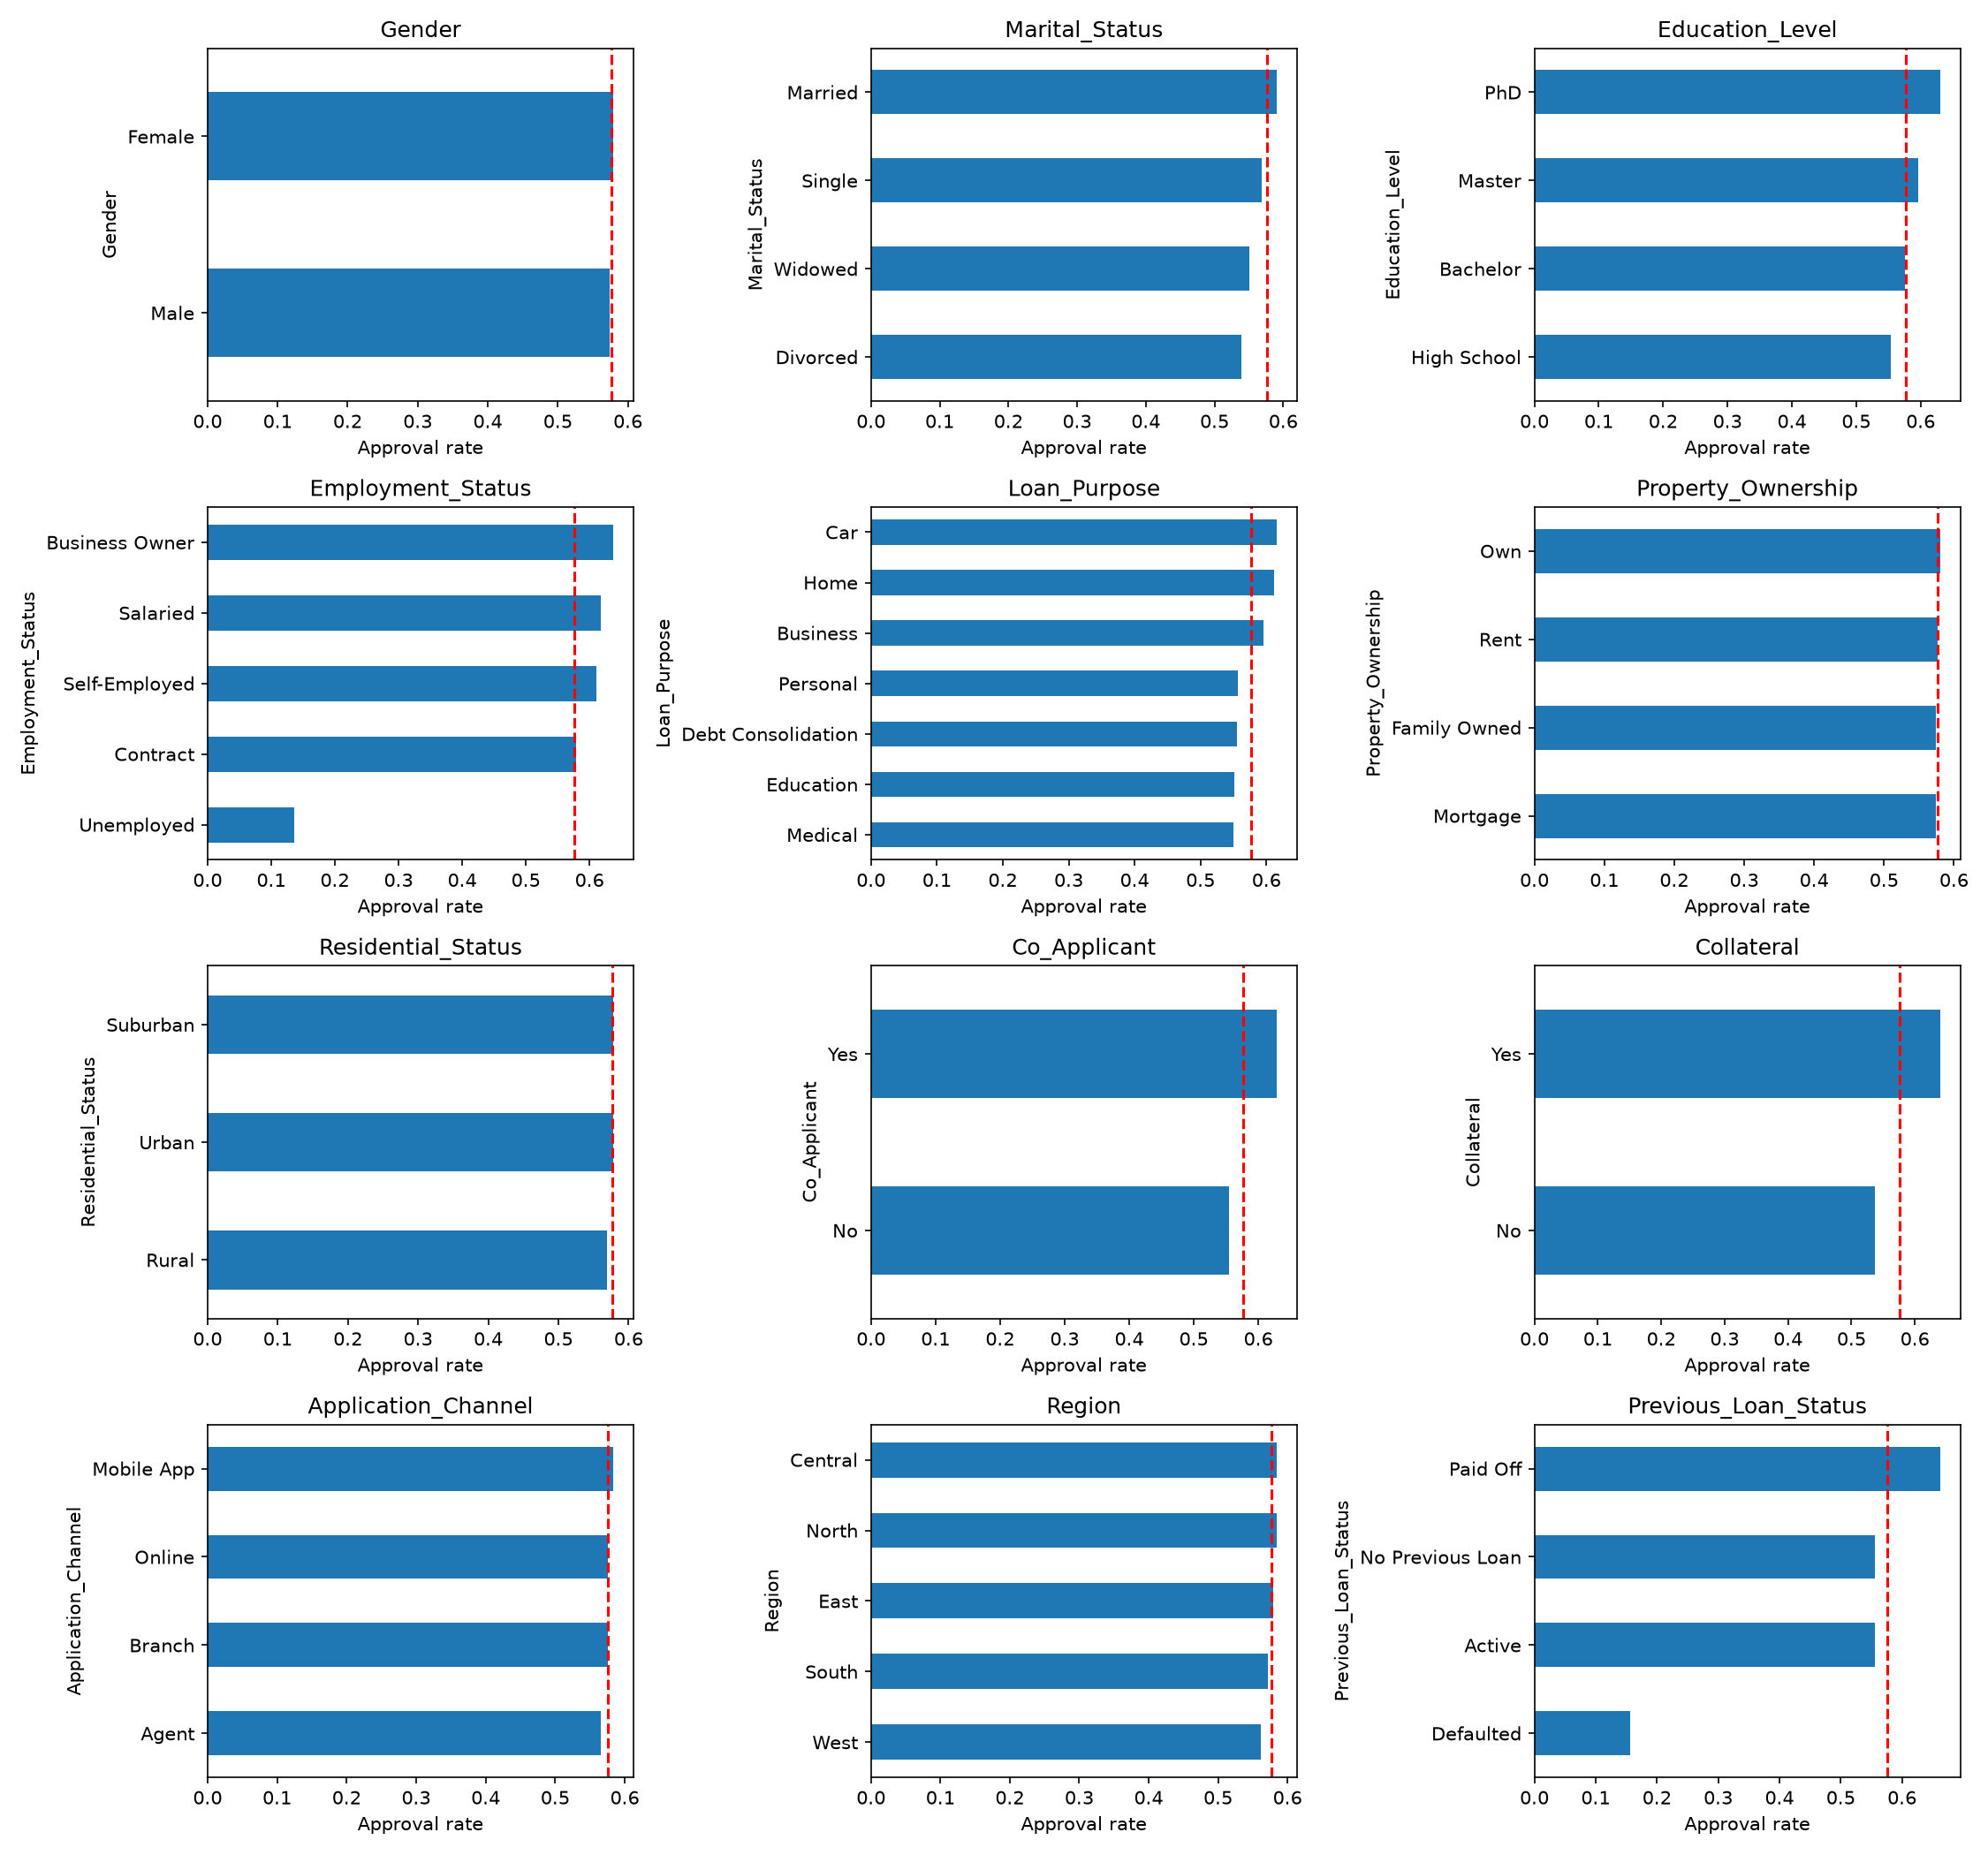 Gender
Female
Male
Gender
0.0 0.1 0.2 0.3 0.4 0.5 0.6
Approval rate
Marital_Status
Married
Single
Widowed
Divorced
Marital_Status
0.0 0.1 0.2 0.3 0.4 0.5 0.6
Approval rate
Education_Level
PhD
Master
Bachelor
High School
Education_Level
0.0 0.1 0.2 0.3 0.4 0.5 0.6
Approval rate
Employment_Status
Business Owner
Salaried
Self-Employed
Contract
Unemployed
Employment_Status
0.0 0.1 0.2 0.3 0.4 0.5 0.6
Approval rate
Loan_Purpose
Car
Home
Business
Personal
Debt Consolidation
Education
Medical
Loan_Purpose
0.0 0.1 0.2 0.3 0.4 0.5 0.6
Approval rate
Property_Ownership
Own
Rent
Family Owned
Mortgage
Property_Ownership
0.0 0.1 0.2 0.3 0.4 0.5 0.6
Approval rate
Residential_Status
Suburban
Urban
Rural
Residential_Status
0.0 0.1 0.2 0.3 0.4 0.5 0.6
Approval rate
Co_Applicant
Yes
No
Co_Applicant
0.0 0.1 0.2 0.3 0.4 0.5 0.6
Approval rate
Collateral
Yes
No
Collateral
0.0 0.1 0.2 0.3 0.4 0.5 0.6
Approval rate
Application_Channel
Mobile App
Online
Branch
Agent
Application_Channel
0.0 0.1 0.2 0.3 0.4 0.5 0.6
Approval rate
Region
Central
North
East
South
West
Region
0.0 0.1 0.2 0.3 0.4 0.5 0.6
Approval rate
Previous_Loan_Status
Paid Off
No Previous Loan
Active
Defaulted
Previous_Loan_Status
0.0 0.1 0.2 0.3 0.4 0.5 0.6
Approval rate